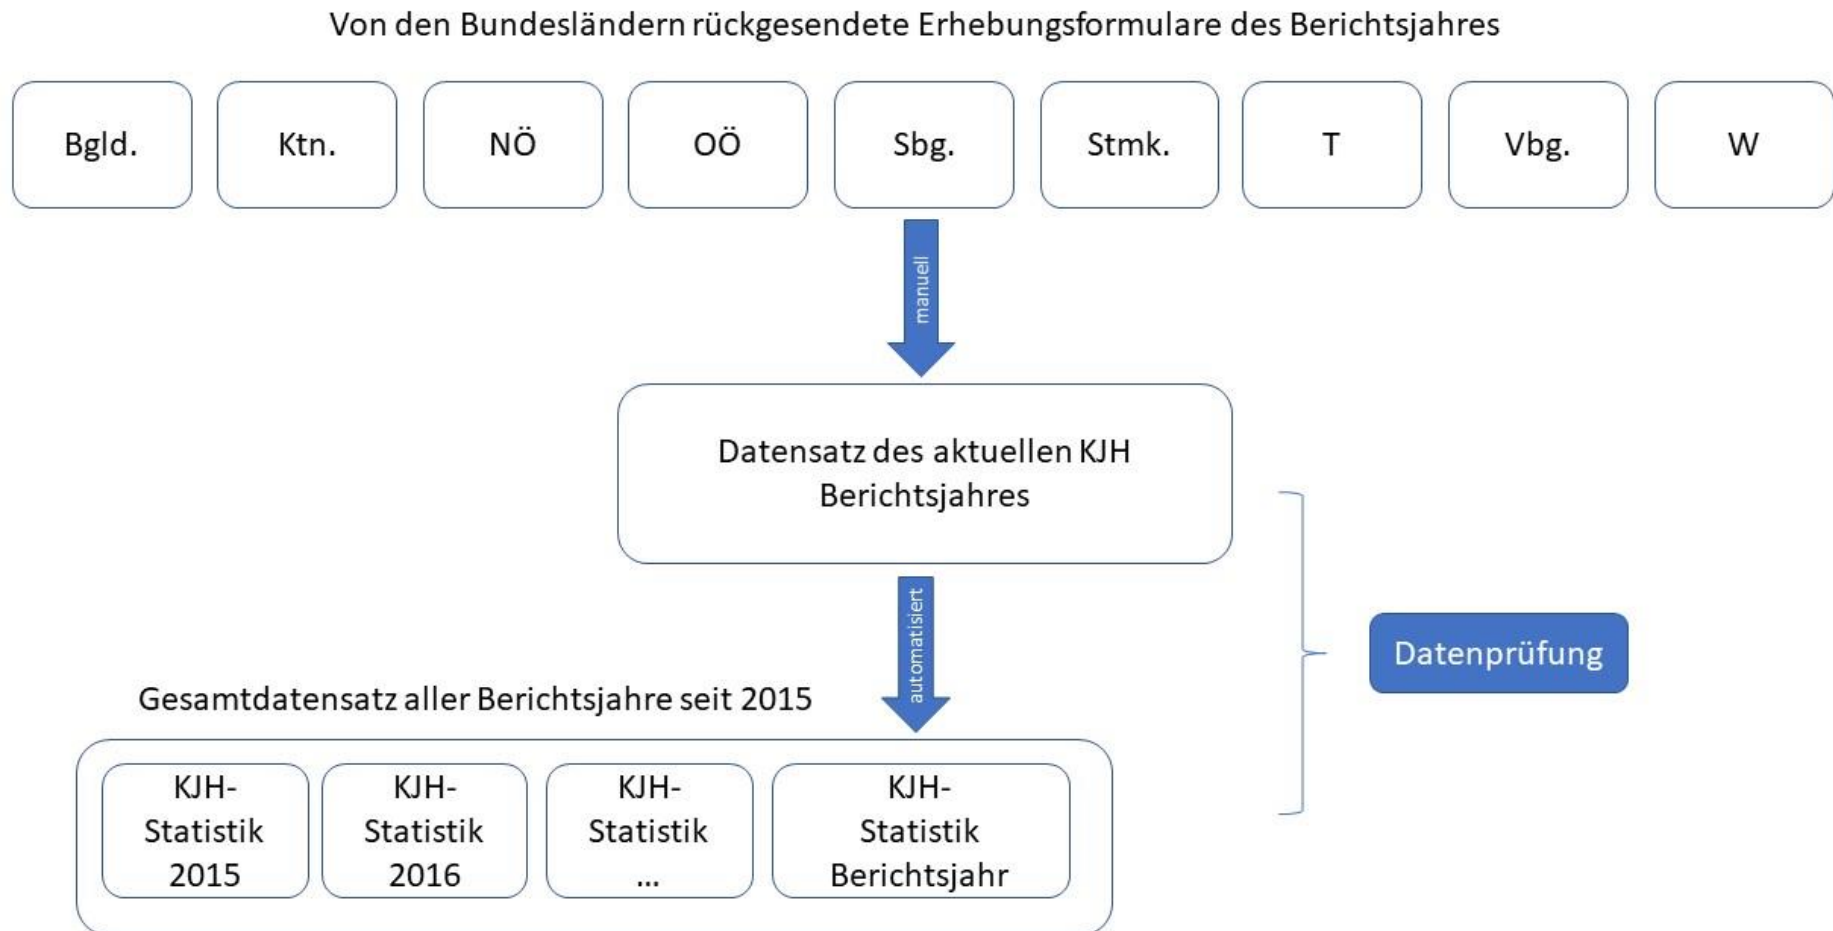 Von den Bundesländern rückgesendete Erhebungsformulare des Berichtsjahres
Bgld.
Ktn.
NÖ
OÖ
Sbg.
Stmk.
T
Vbg.
W
manuell
Datensatz des aktuellen KJH
Berichtsjahres
automatisiert
Datenprüfung
Gesamtdatensatz aller Berichtsjahre seit 2015
KJH-
Statistik
2015
KJH-
Statistik
2016
KJH-
Statistik
...
KJH-
Statistik
Berichtsjahr